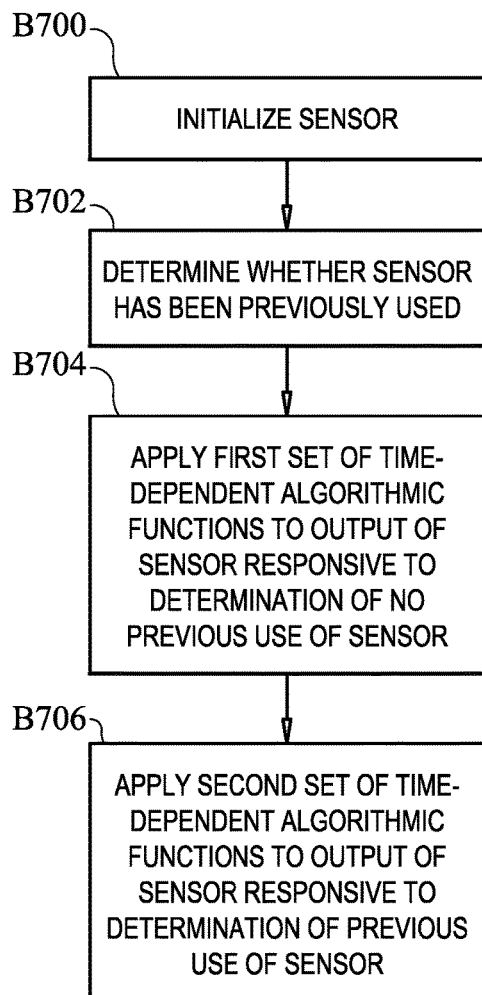 B700
INITIALIZE SENSOR
B702
DETERMINE WHETHER SENSOR
HAS BEEN PREVIOUSLY USED
B704
APPLY FIRST SET OF TIME-
DEPENDENT ALGORITHMIC
FUNCTIONS TO OUTPUT OF
SENSOR RESPONSIVE TO
DETERMINATION OF NO
PREVIOUS USE OF SENSOR
B706
APPLY SECOND SET OF TIME-
DEPENDENT ALGORITHMIC
FUNCTIONS TO OUTPUT OF
SENSOR RESPONSIVE TO
DETERMINATION OF PREVIOUS
USE OF SENSOR